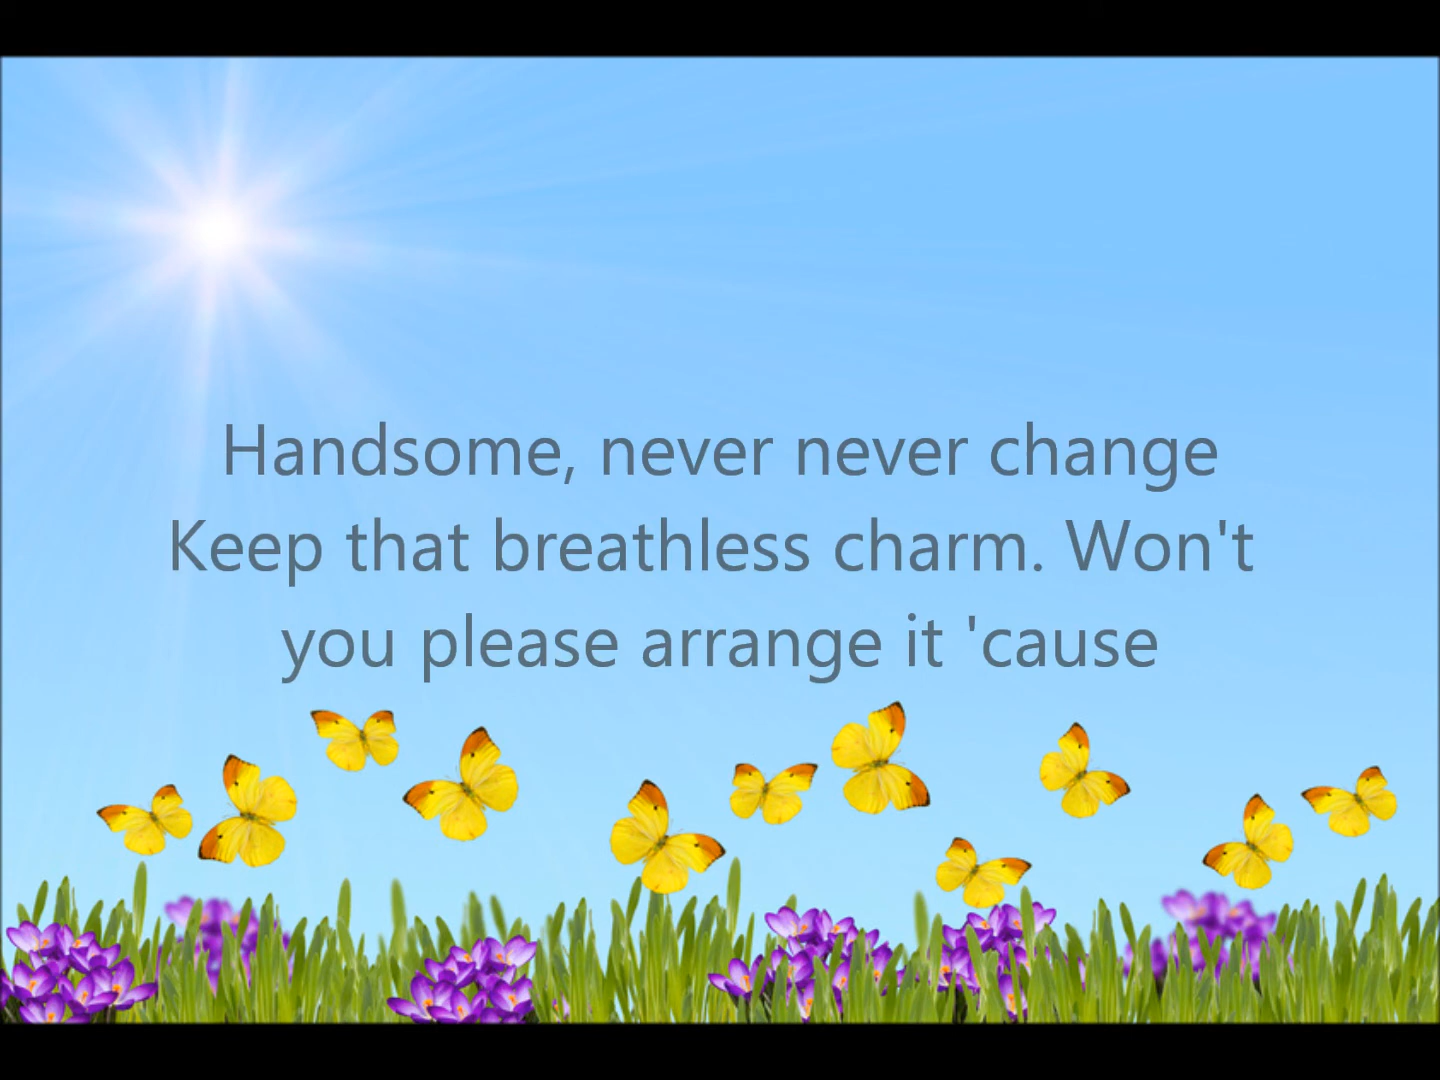 Handsome, never never change
Keep that breathless charm. Won't
you please arrange it 'cause